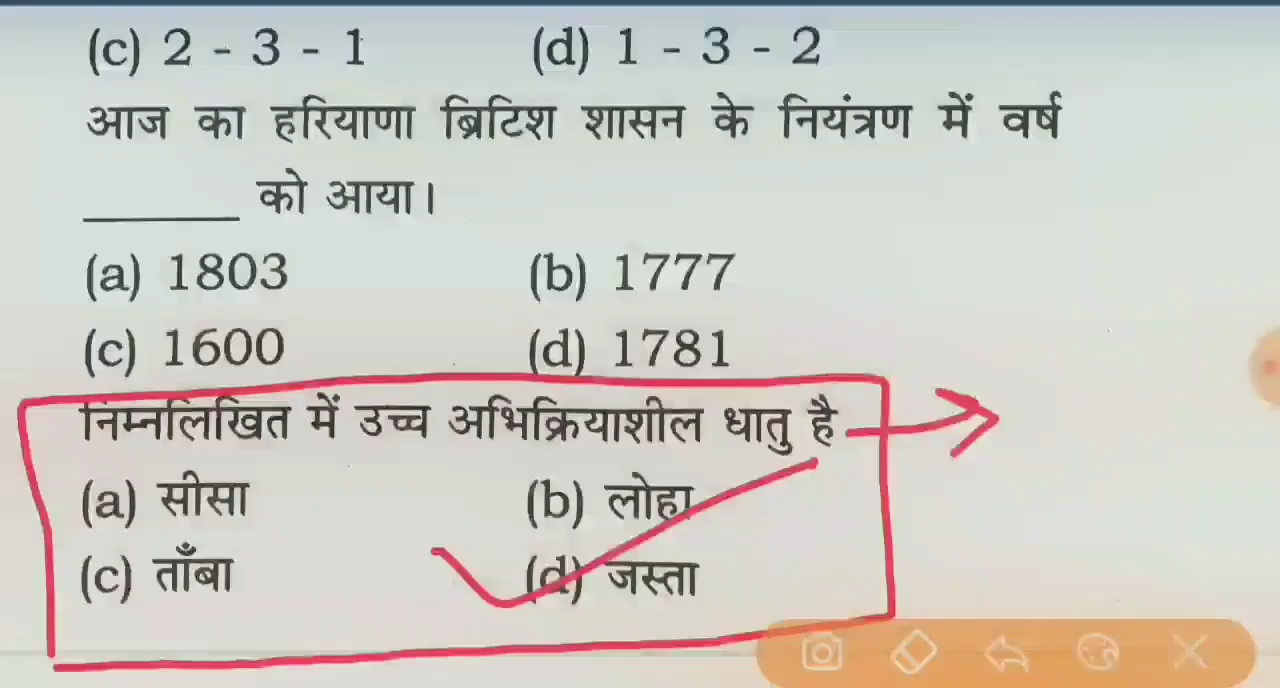 (c) 2 - 3 - 1 (d) 1 - 3 - 2
आज का हरियाणा ब्रिटिश शासन के नियंत्रण में वर्ष
________ को आया।
(a) 1803 (b) 1777
(c) 1600 (d) 1781
निम्नलिखित में उच्च अभिक्रियाशील धातु है
(a) सीसा (b) लोहा
(c) ताँबा (d) जस्ता